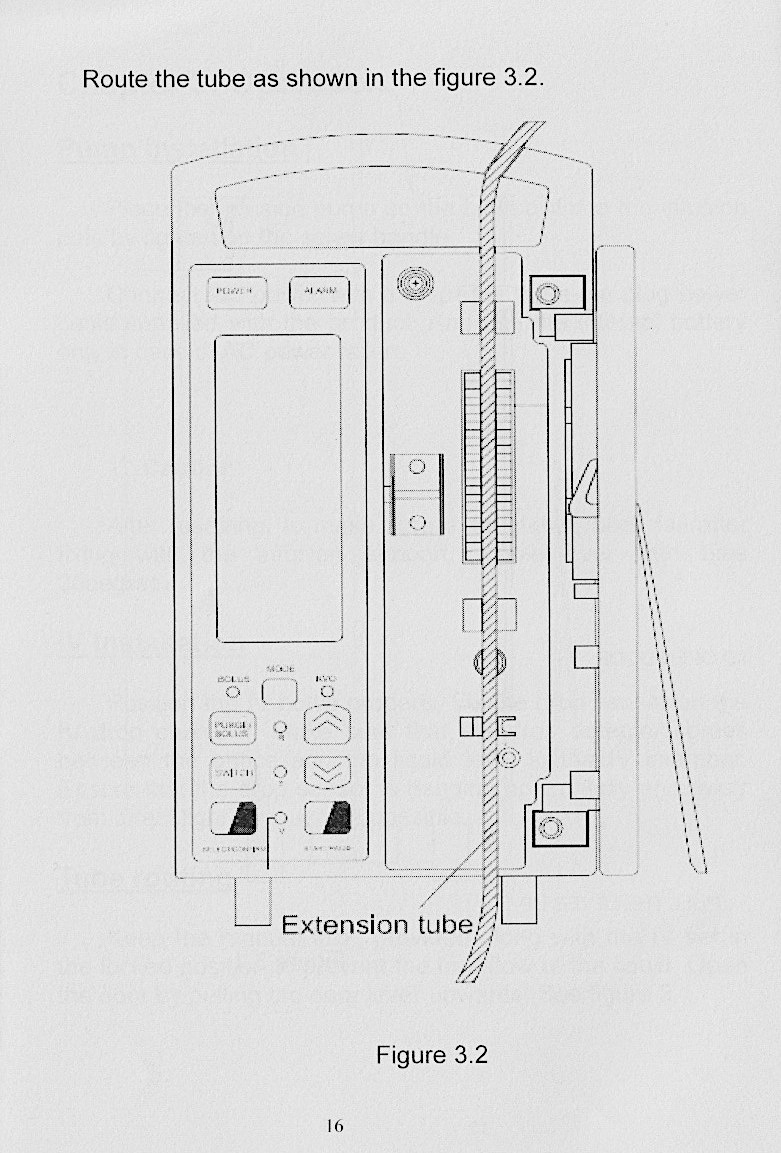 Route the tube as shown in the figure 3.2.
POWER
ALARM
MODE
BOLUS
KVO
PURGE/
BOLUS
SWITCH
Extension tube
Figure 3.2
16